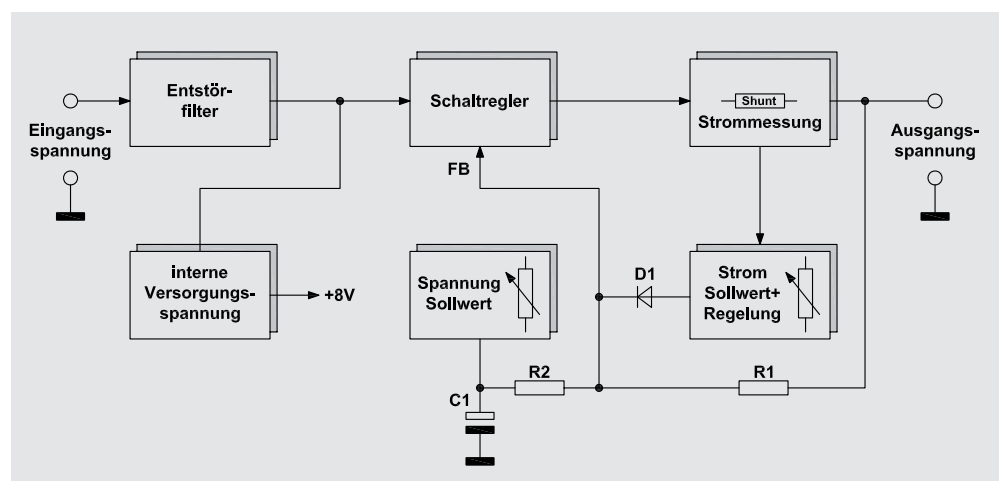 Entstör-
filter
Schaltregler
Shunt
Strommessung
Eingangs-
spannung
Ausgangs-
spannung
FB
interne
Versorgungs-
spannung
+8V
Spannung
Sollwert
D1
Strom
Sollwert+
Regelung
R2
R1
C1